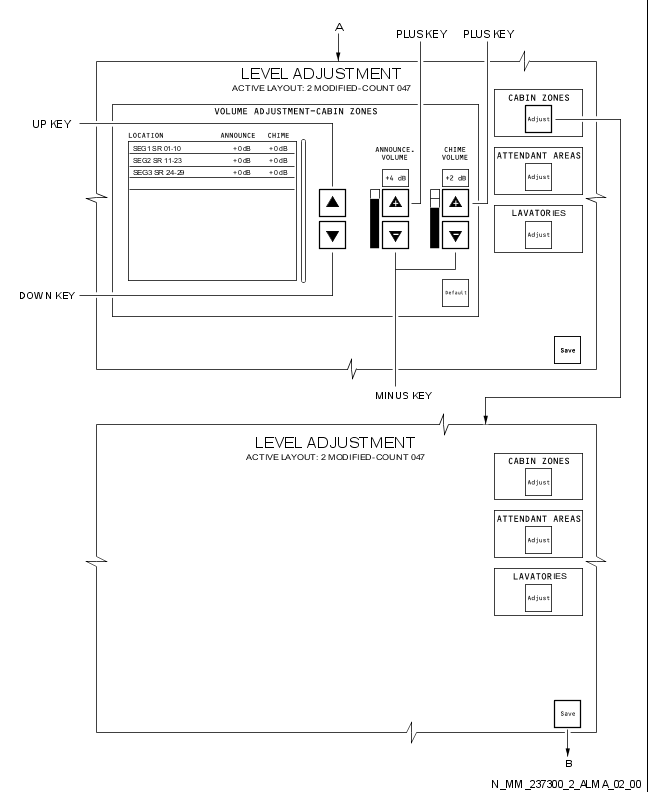 A
PLUS KEY PLUS KEY
LEVEL ADJUSTMENT
ACTIVE LAYOUT: 2 MODIFIED-COUNT 047
CABIN ZONES
Adjust
VOLUME ADJUSTMENT-CABIN ZONES
UP KEY
LOCATION ANNOUNCE CHIME
SEG1 SR 01-10 +0dB +0dB
SEG2 SR 11-23 +0dB +0dB
SEG3 SR 24-29 +0dB +0dB
ANNOUNCE. VOLUME
CHIME VOLUME
+4 dB
+2 dB
ATTENDANT AREAS
Adjust
LAVATORIES
Adjust
Default
DOWN KEY
Save
MINUS KEY
LEVEL ADJUSTMENT
ACTIVE LAYOUT: 2 MODIFIED-COUNT 047
CABIN ZONES
Adjust
ATTENDANT AREAS
Adjust
LAVATORIES
Adjust
Save
B
N_MM_237300_2_ALMA_02_00